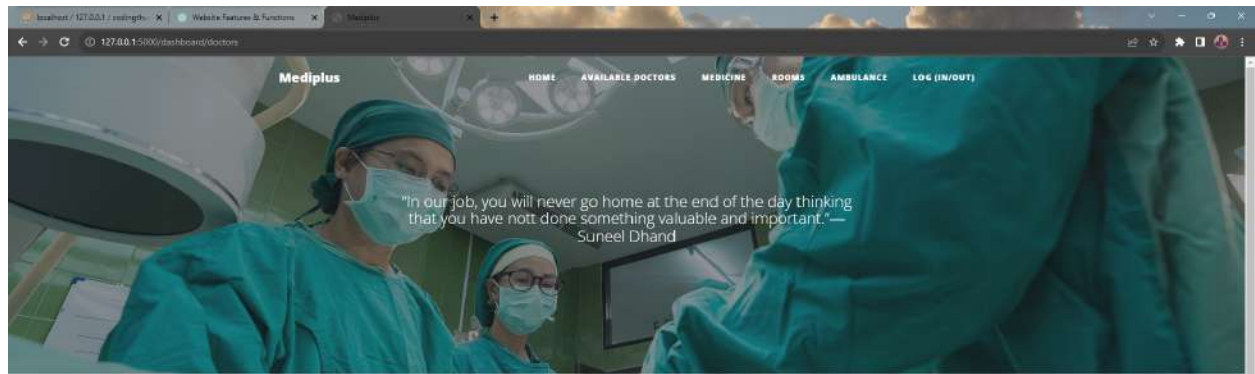 localhost / 127.0.0.1 / codingth
Website Features & Functions
Mediplus
127.0.0.1:5000/dashboard/doctors
Mediplus
HOME AVAILABLE DOCTORS MEDICINE ROOMS AMBULANCE LOG (IN/OUT)
"In our job, you will never go home at the end of the day thinking
that you have nott done something valuable and important."—
Suneel Dhand